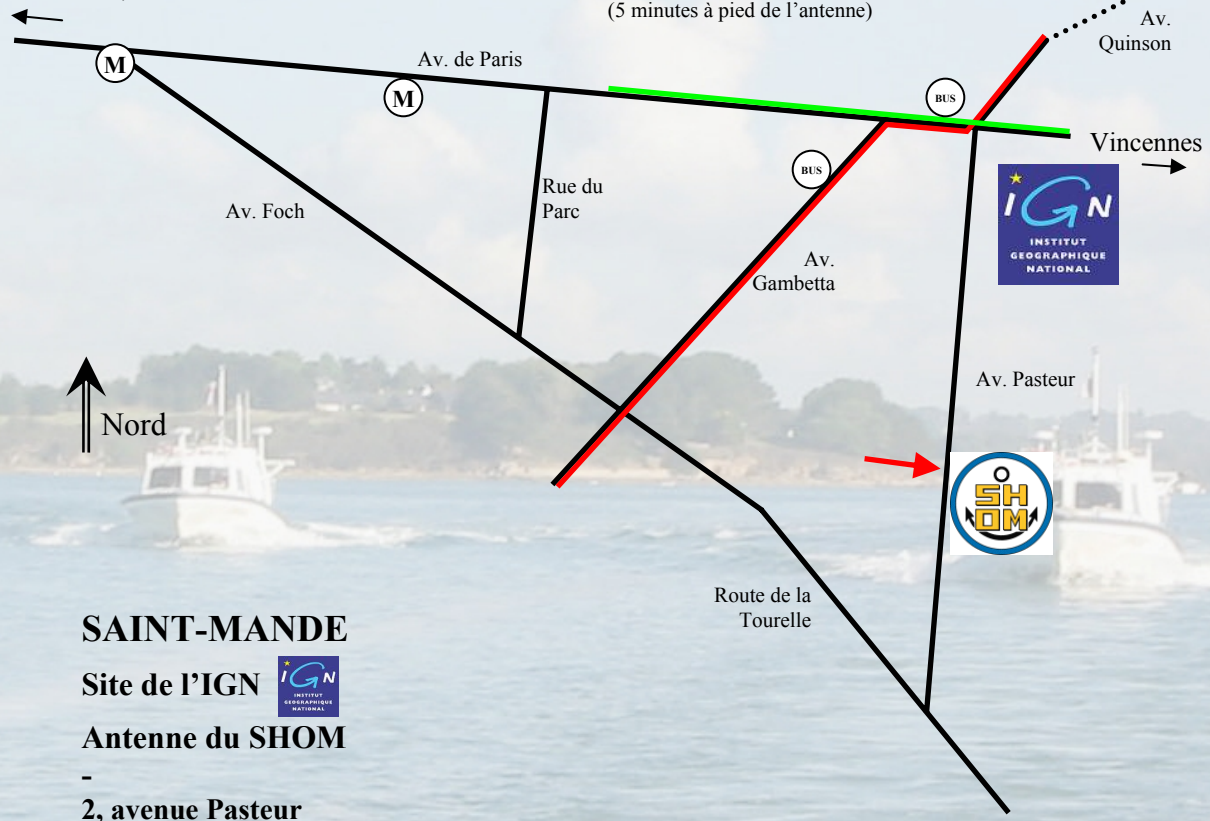 (5 minutes à pied de l’antenne)
Av.
Quinson
M
Av. de Paris
M
BUS
Vincennes
BUS
Rue du
Parc
Av. Foch
IGN
INSTITUT
GEOGRAPHIQUE
NATIONAL
Av.
Gambetta
Av. Pasteur
Nord
SH
OM
Route de la
Tourelle
SAINT-MANDE
Site de l’IGN
IGN
INSTITUT
GEOGRAPHIQUE
NATIONAL
Antenne du SHOM
-
2, avenue Pasteur